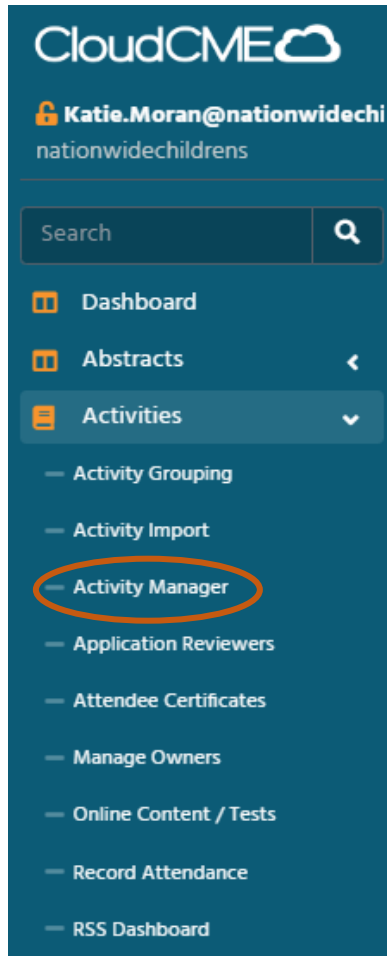 CloudCME
Katie.Moran@nationwidechi
nationwidechildrens
Search
Dashboard
Abstracts
Activities
Activity Grouping
Activity Import
Activity Manager
Application Reviewers
Attendee Certificates
Manage Owners
Online Content / Tests
Record Attendance
RSS Dashboard